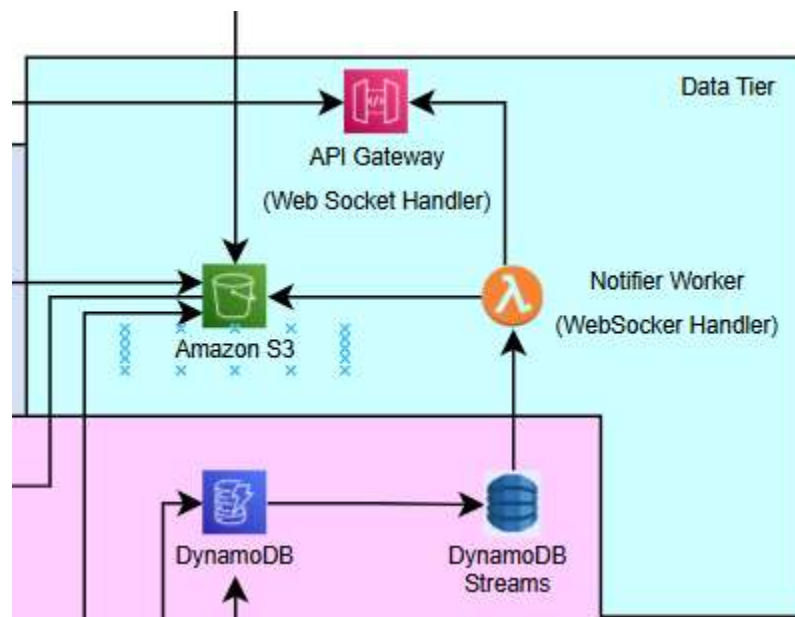 Data Tier
API Gateway
(Web Socket Handler)
Notifier Worker
(WebSocker Handler)
Amazon S3
DynamoDB
DynamoDB
Streams